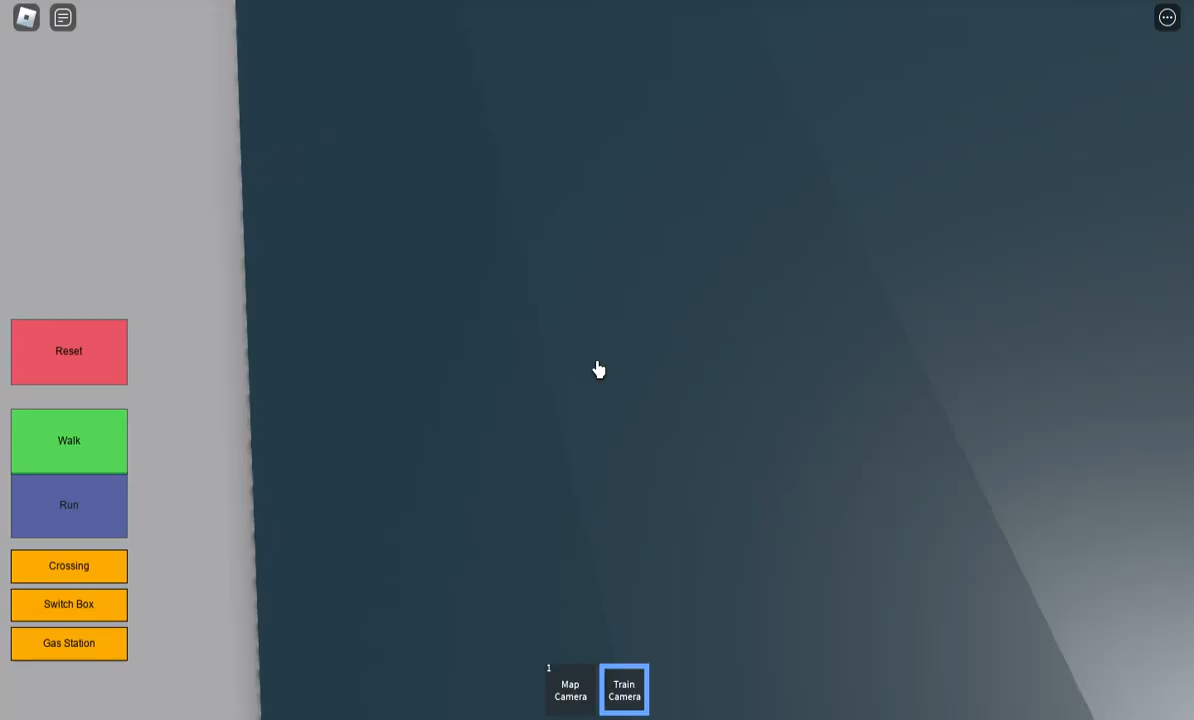 Reset
Walk
Run
Crossing
Switch Box
Gas Station
1
Map
Camera
Train
Camera